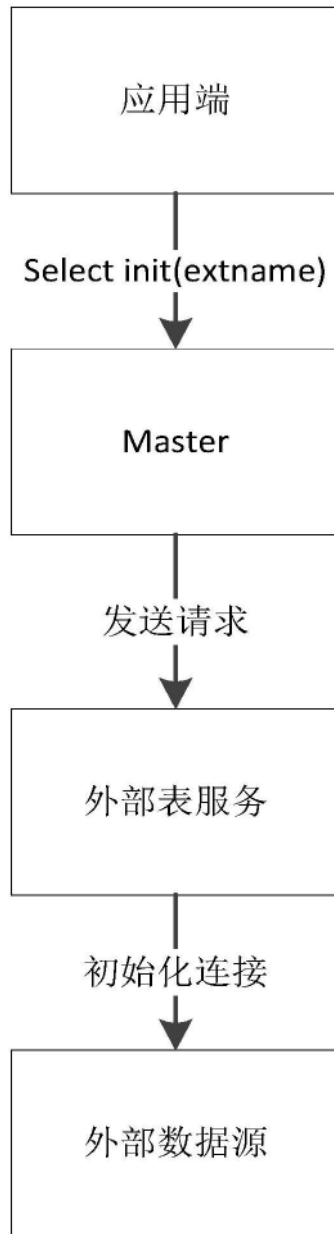 应用端
Select init(extname)
Master
发送请求
外部表服务
初始化连接
外部数据源